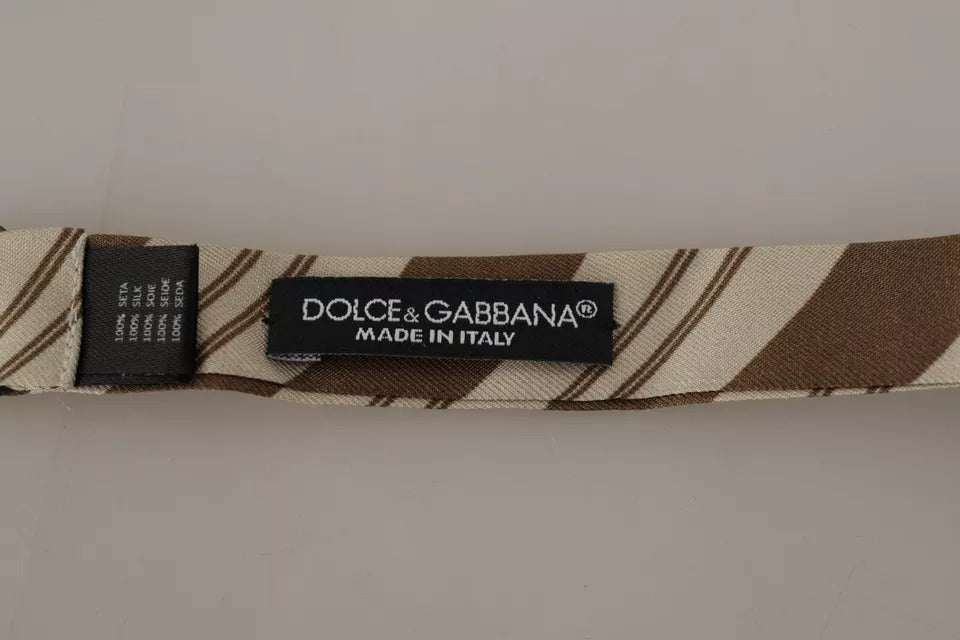 100% SETA
100% SILK
100% SOIE
100% SEIDE
100% SEDA
DOLCE & GABBANA ®
MADE IN ITALY